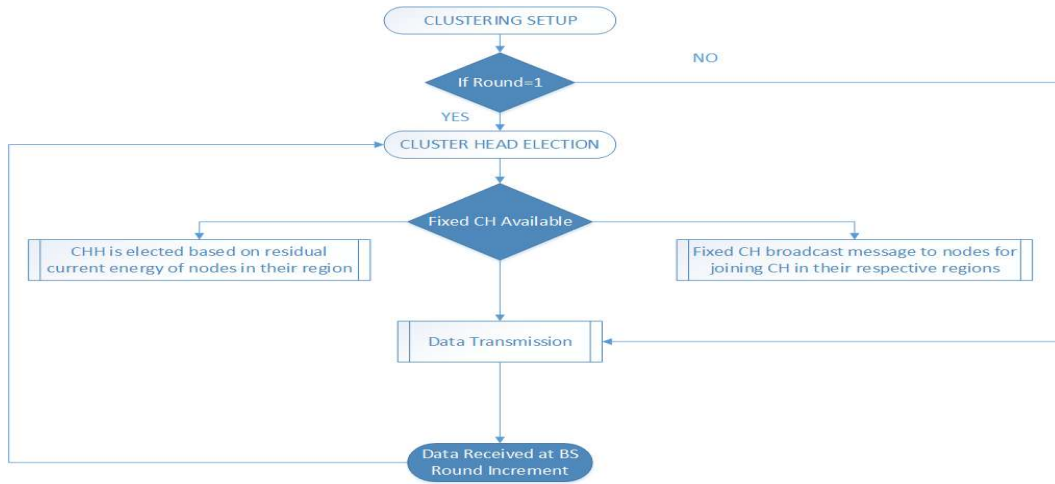 CLUSTERING SETUP
NO
If Round=1
YES
CLUSTER HEAD ELECTION
Fixed CH Available
CHH is elected based on residual
current energy of nodes in their region
Fixed CH broadcast message to nodes for
joining CH in their respective regions
Data Transmission
Data Received at BS
Round Increment